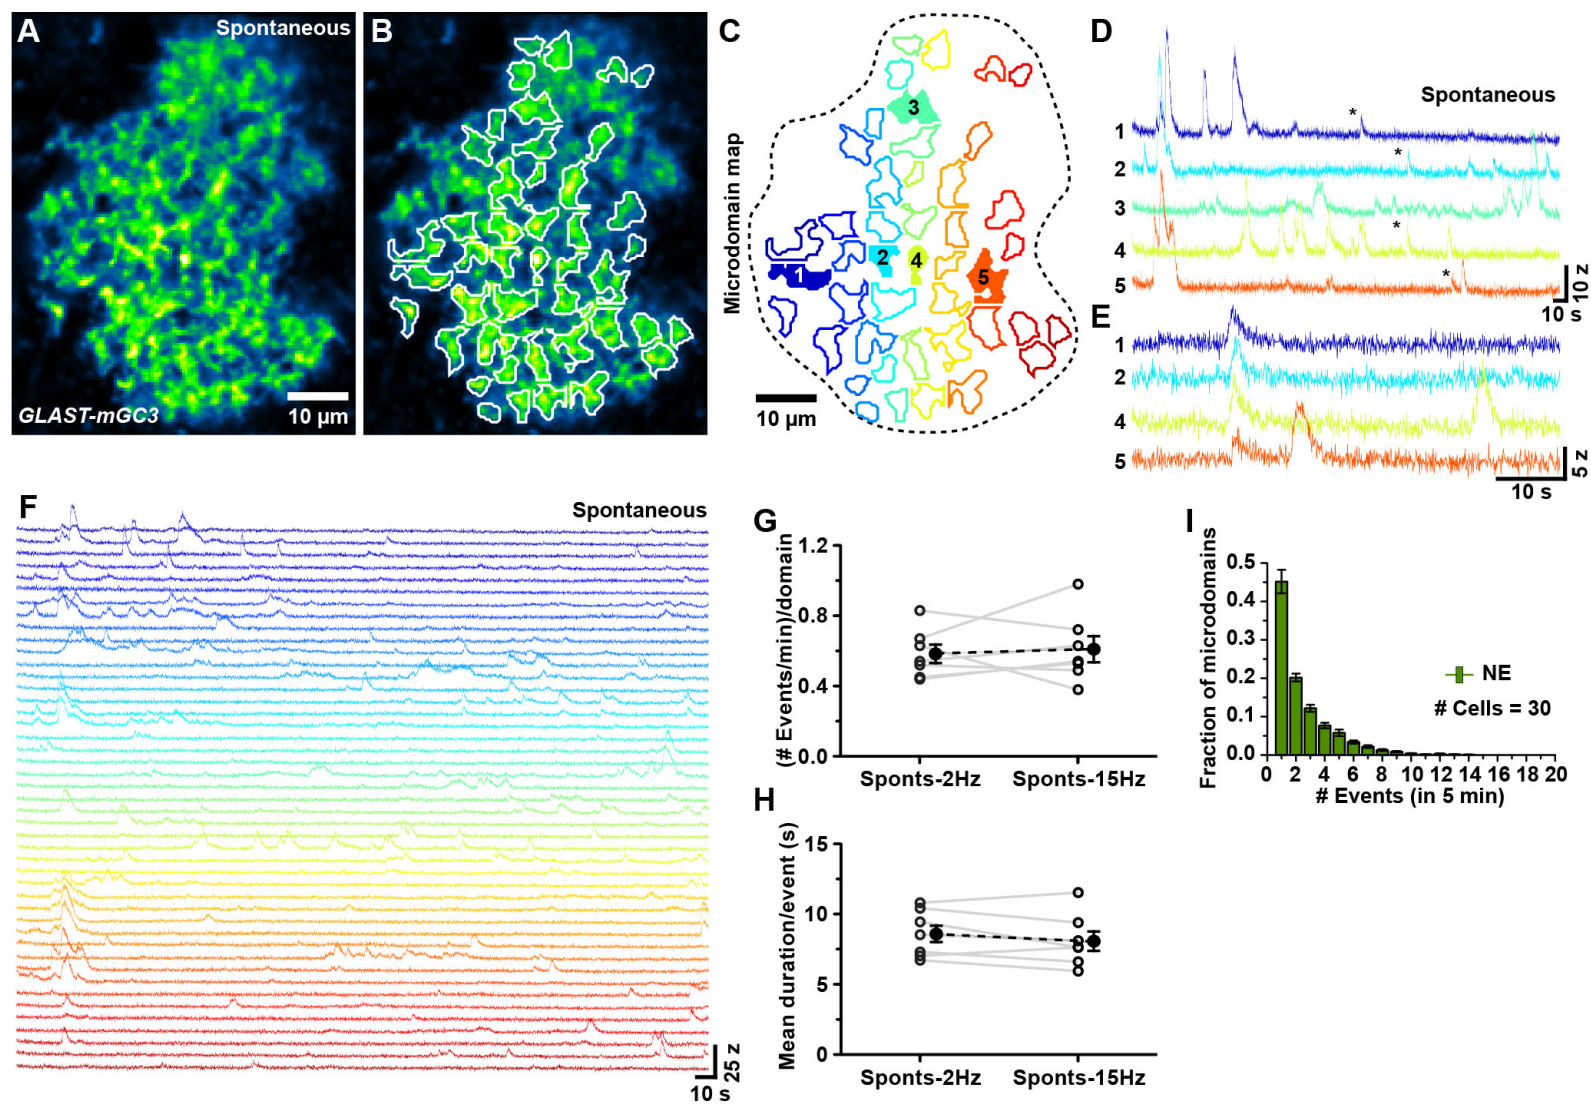 A
Spontaneous
GLAST-mGC3
10 µm
B
C
Microdomain map
3
2
4
1
5
10 µm
D
Spontaneous
1
*
2
*
3
4
*
5
*
10 z
10 s
E
1
2
4
5
5 z
10 s
F
Spontaneous
25 z
10 s
G
(# Events/min)/domain
1.2
0.8
0.4
0.0
Sponts-2Hz Sponts-15Hz
H
Mean duration/event (s)
15
10
5
0
Sponts-2Hz Sponts-15Hz
I
Fraction of microdomains
0.5
0.4
0.3
0.2
0.1
0.0
NE
# Cells = 30
0 2 4 6 8 10 12 14 16 18 20
# Events (in 5 min)